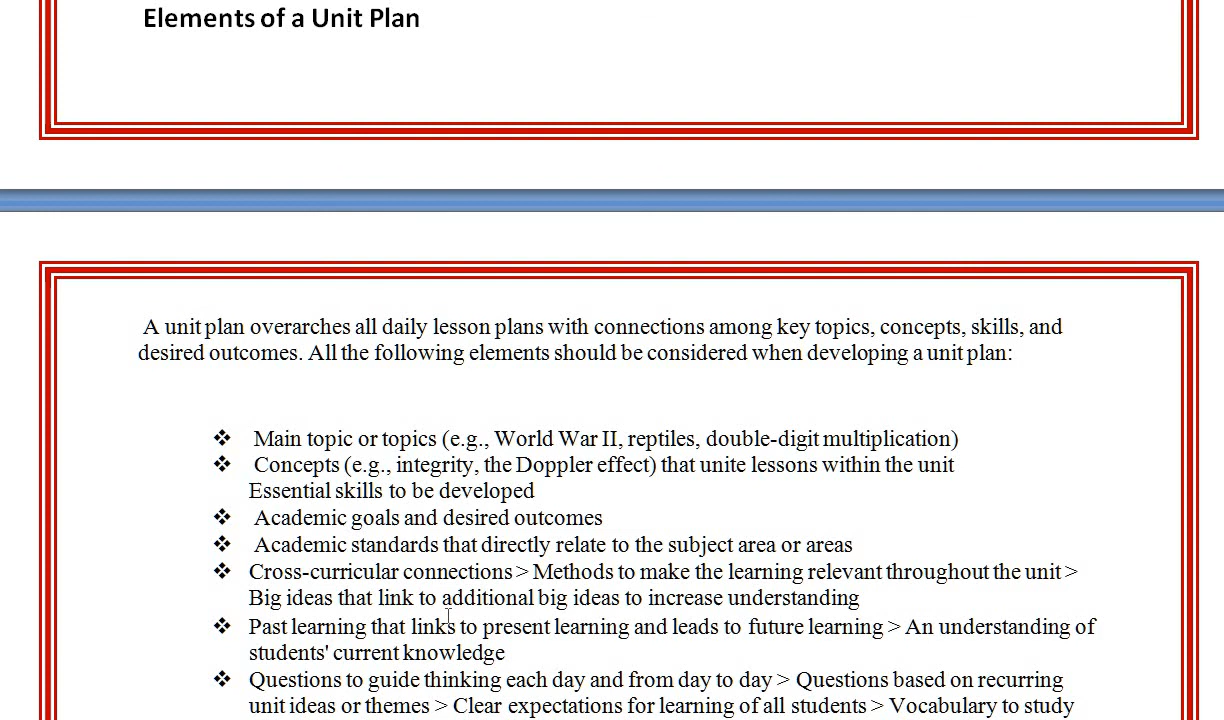 Elements of a Unit Plan
A unit plan overarches all daily lesson plans with connections among key topics, concepts, skills, and
desired outcomes. All the following elements should be considered when developing a unit plan:
❖ Main topic or topics (e.g., World War II, reptiles, double-digit multiplication)
❖ Concepts (e.g., integrity, the Doppler effect) that unite lessons within the unit
Essential skills to be developed
❖ Academic goals and desired outcomes
❖ Academic standards that directly relate to the subject area or areas
❖ Cross-curricular connections > Methods to make the learning relevant throughout the unit >
Big ideas that link to additional big ideas to increase understanding
❖ Past learning that links to present learning and leads to future learning > An understanding of
students' current knowledge
❖ Questions to guide thinking each day and from day to day > Questions based on recurring
unit ideas or themes > Clear expectations for learning of all students > Vocabulary to study